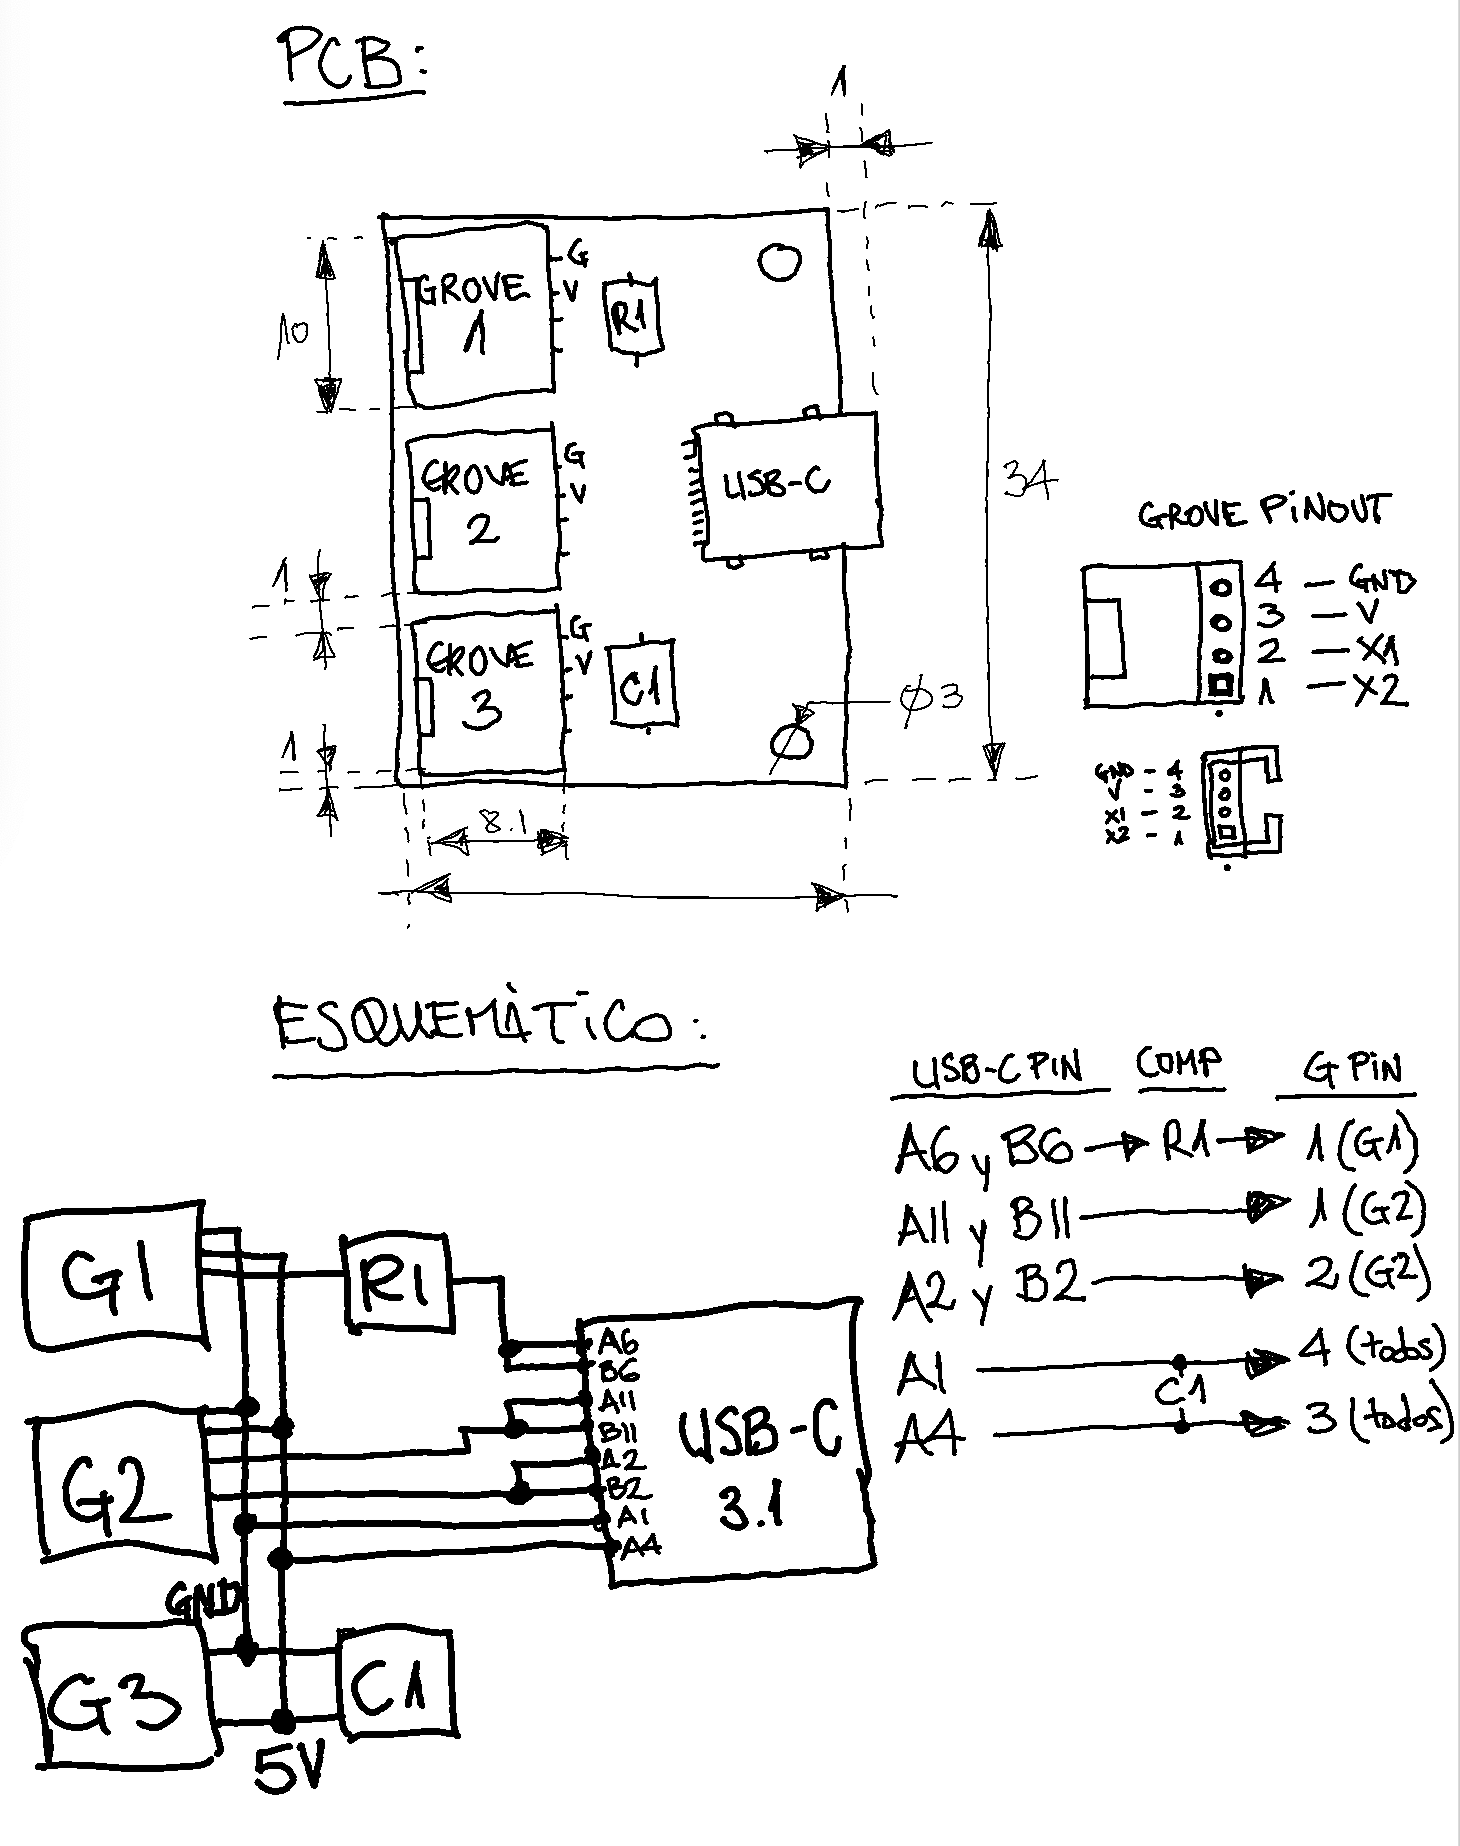 PCB:
1
GROVE
1
G
V
R1
10
GROVE
2
G
V
USB-C
34
1
GROVE
3
G
V
C1
Ø3
1
8.1
GROVE PiNOUT
4 — GND
3 — V
2 — X1
1 — X2
GND - 4
V - 3
X1 - 2
X2 - 1
ESQUEMÀTiCO:
USB-C PIN COMP G PiN
A6 y B6 → R1 → 1 (G1)
A11 y B11 → 1 (G2)
A2 y B2 → 2 (G2)
A1 → 4 (todos)
C1
A4 → 3 (todos)
G1
R1
A6
B6
A11
B11
A2
B2
A1
A4
USB-C
3.1
G2
GND
G3
C1
5V